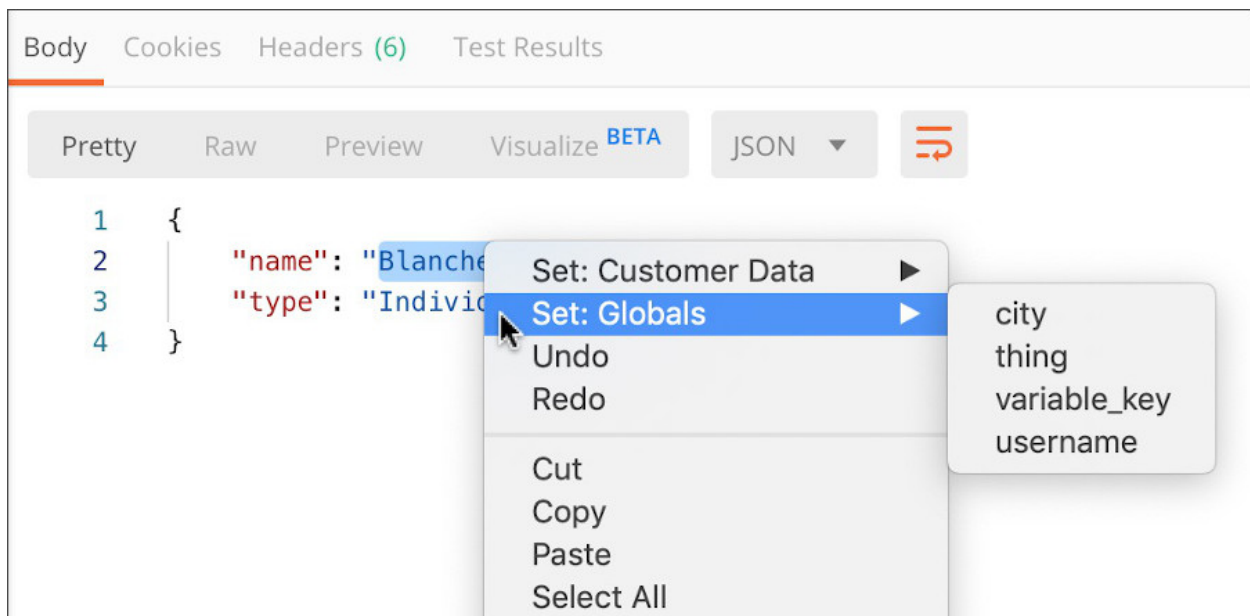 Body Cookies Headers (6) Test Results
Pretty Raw Preview Visualize BETA JSON
1 {
2 "name": "Blanche
3 "type": "Individ
4 }
Set: Customer Data
Set: Globals
Undo
Redo
Cut
Copy
Paste
Select All
city
thing
variable_key
username